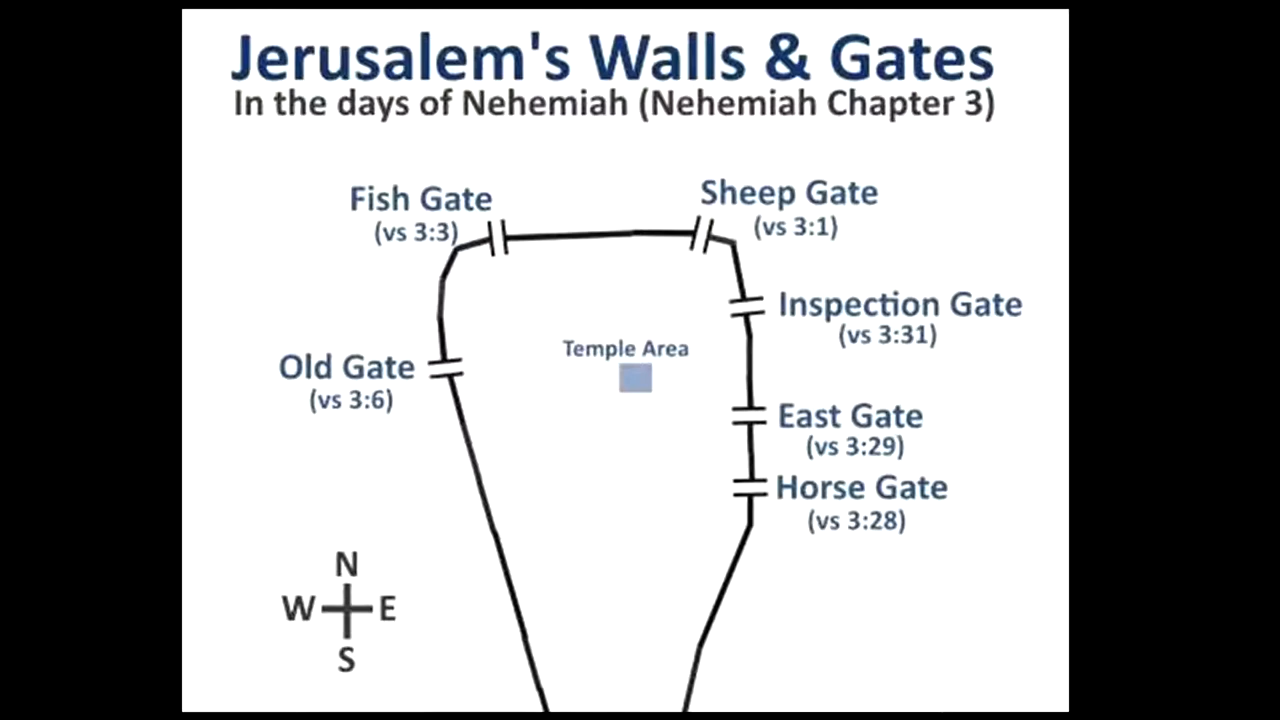 Jerusalem's Walls & Gates
In the days of Nehemiah (Nehemiah Chapter 3)
Fish Gate
(vs 3:3)
Sheep Gate
(vs 3:1)
Inspection Gate
(vs 3:31)
Old Gate
(vs 3:6)
Temple Area
East Gate
(vs 3:29)
Horse Gate
(vs 3:28)
N
W E
S